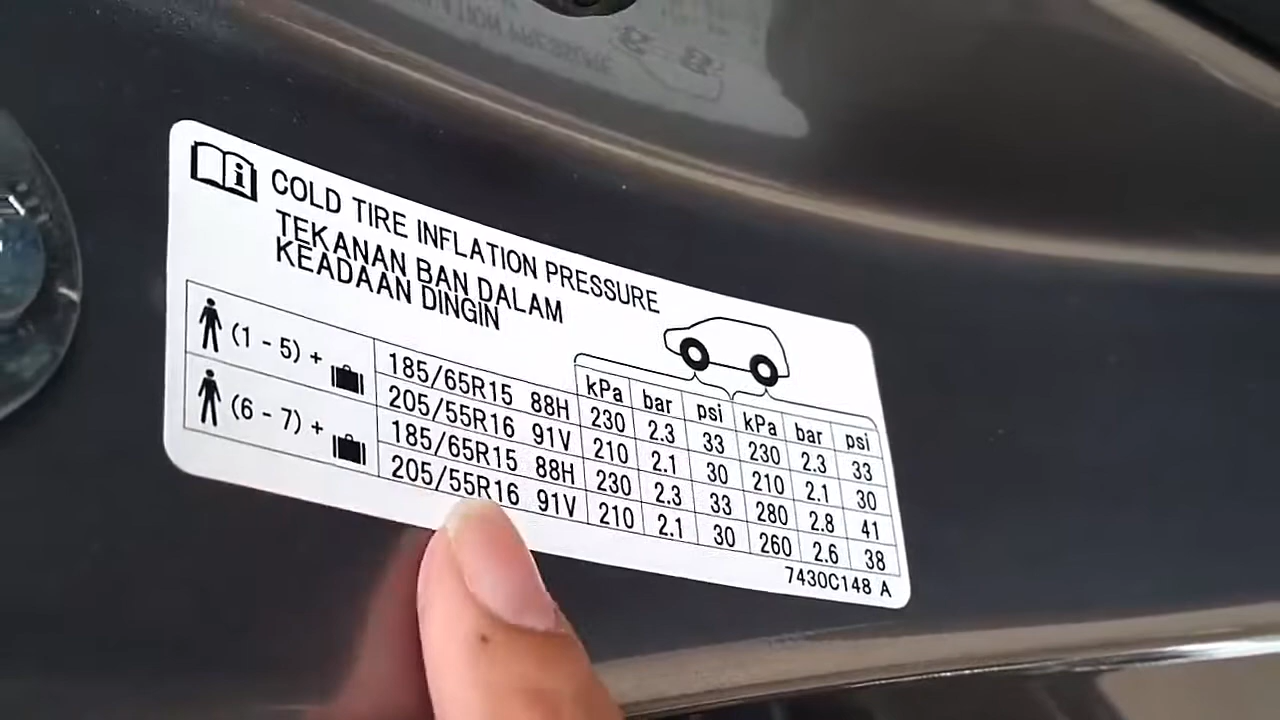 COLD TIRE INFLATION PRESSURE
TEKANAN BAN DALAM
KEADAAN DINGIN
kPa bar psi kPa bar psi
(1 - 5) + 185/65R15 88H 230 2.3 33 230 2.3 33
205/55R16 91V 210 2.1 30 210 2.1 30
(6 - 7) + 185/65R15 88H 230 2.3 33 280 2.8 41
205/55R16 91V 210 2.1 30 260 2.6 38
7430C148 A